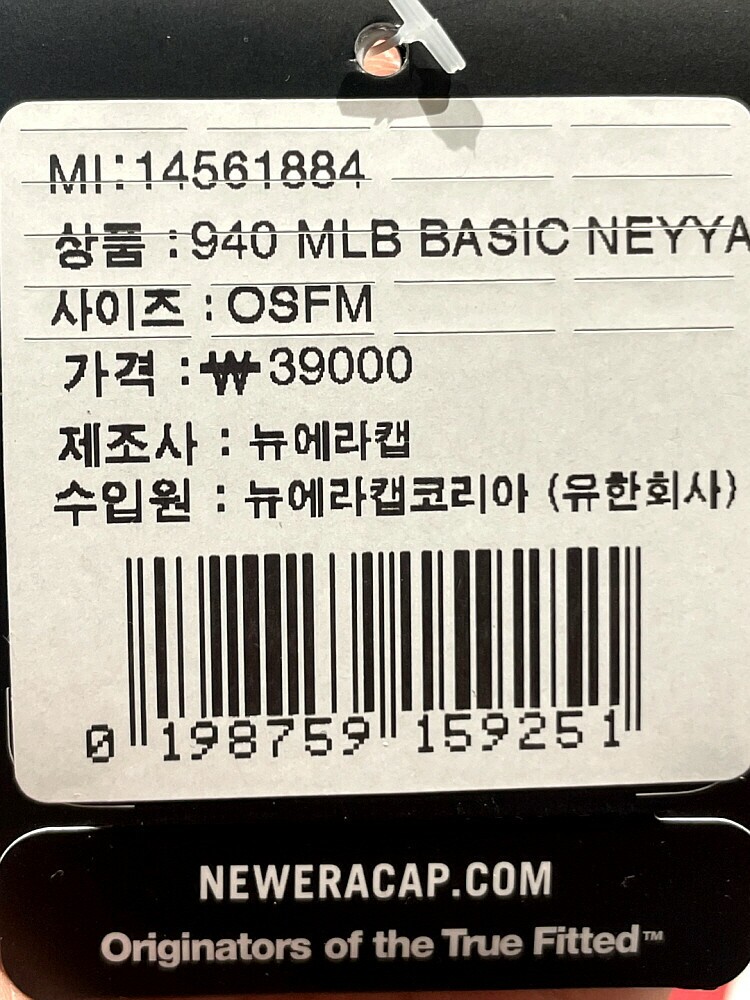 MI:14561884
상품 :940 MLB BASIC NEYYA
사이즈 :OSFM
가격 :₩39000
제조사 : 뉴에라캡
수입원 : 뉴에라캡코리아 (유한회사)
0 198759 159251
NEWERACAP.COM
Originators of the True Fitted™